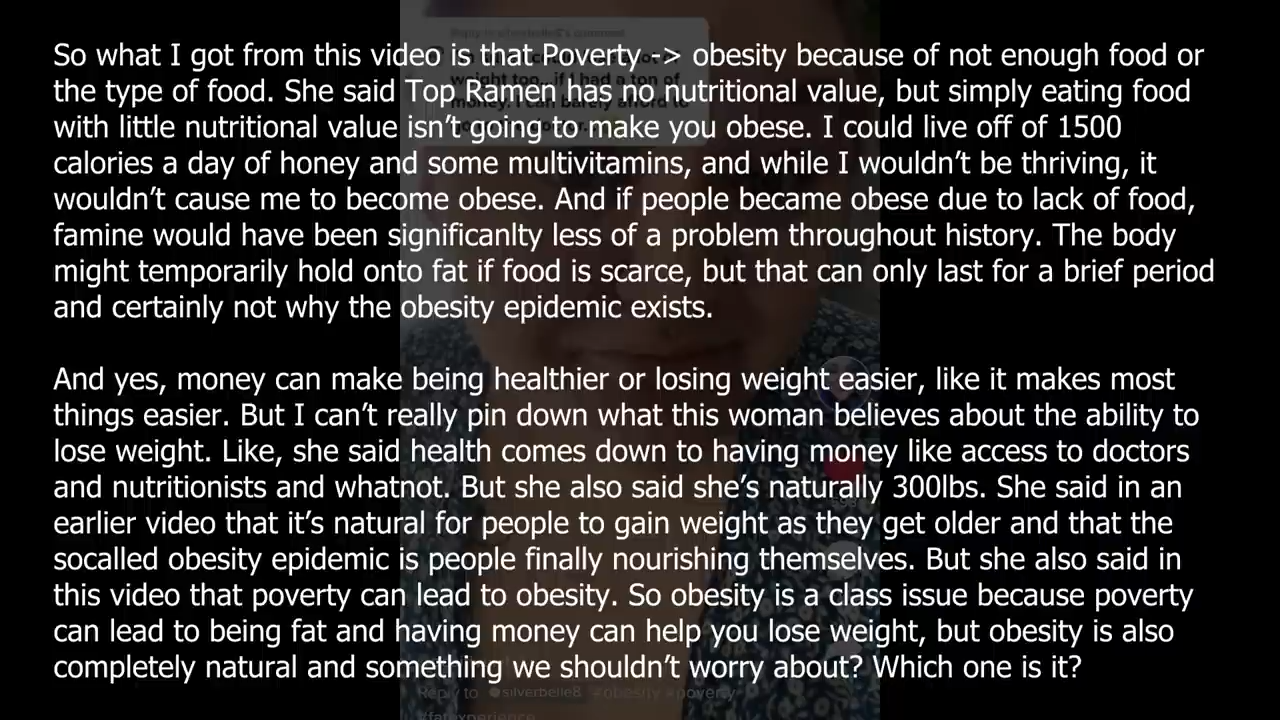 So what I got from this video is that Poverty -> obesity because of not enough food or
the type of food. She said Top Ramen has no nutritional value, but simply eating food
with little nutritional value isn't going to make you obese. I could live off of 1500
calories a day of honey and some multivitamins, and while I wouldn't be thriving, it
wouldn't cause me to become obese. And if people became obese due to lack of food,
famine would have been significanlty less of a problem throughout history. The body
might temporarily hold onto fat if food is scarce, but that can only last for a brief period
and certainly not why the obesity epidemic exists.
And yes, money can make being healthier or losing weight easier, like it makes most
things easier. But I can't really pin down what this woman believes about the ability to
lose weight. Like, she said health comes down to having money like access to doctors
and nutritionists and whatnot. But she also said she's naturally 300lbs. She said in an
earlier video that it's natural for people to gain weight as they get older and that the
socalled obesity epidemic is people finally nourishing themselves. But she also said in
this video that poverty can lead to obesity. So obesity is a class issue because poverty
can lead to being fat and having money can help you lose weight, but obesity is also
completely natural and something we shouldn't worry about? Which one is it?
Reply to @silverbelle8 #obesity #poverty
#fatexperience